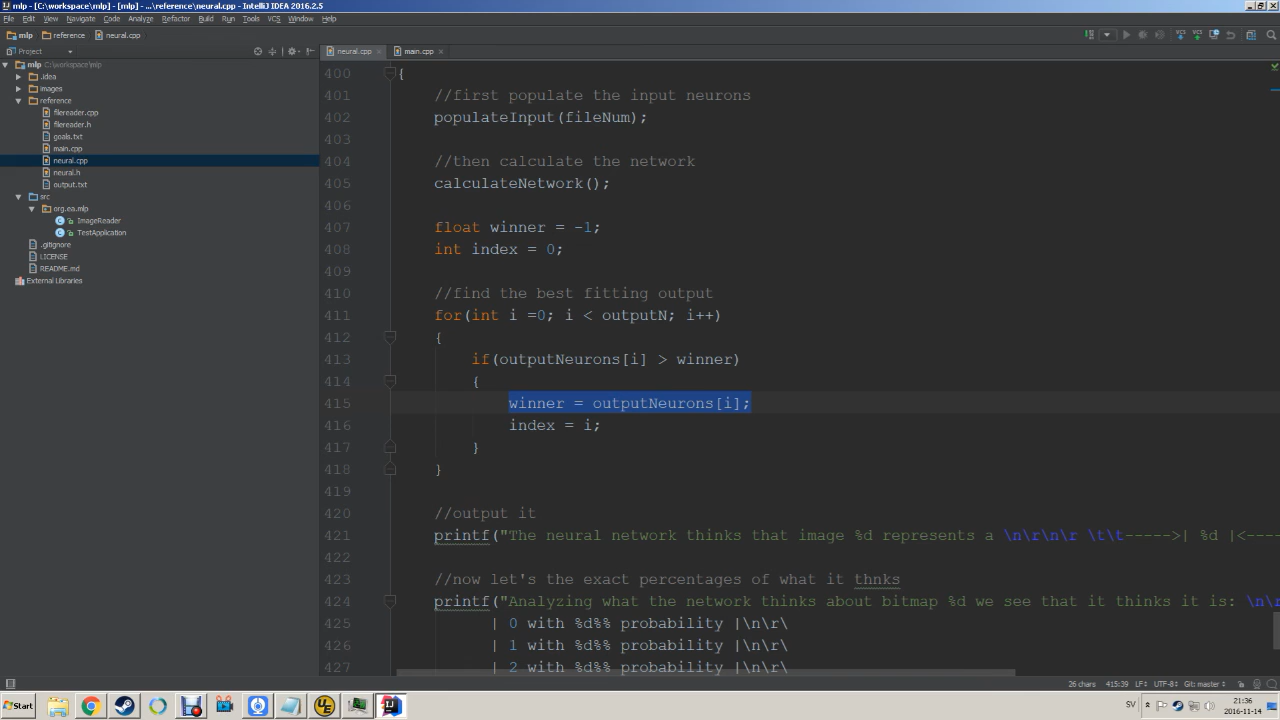 mlp - [C:\workspace\mlp] - [mlp] - ...\reference\neural.cpp - IntelliJ IDEA 2016.2.5
File Edit View Navigate Code Analyze Refactor Build Run Tools VCS Window Help
mlp reference neural.cpp
Project
neural.cpp main.cpp
mlp C:\workspace\mlp
.idea
images
reference
filereader.cpp
filereader.h
goals.txt
main.cpp
neural.cpp
neural.h
output.txt
src
org.ea.mlp
ImageReader
TestApplication
.gitignore
LICENSE
README.md
External Libraries
400 {
401 //first populate the input neurons
402 populateInput(fileNum);
403
404 //then calculate the network
405 calculateNetwork();
406
407 float winner = -1;
408 int index = 0;
409
410 //find the best fitting output
411 for(int i =0; i < outputN; i++)
412 {
413 if(outputNeurons[i] > winner)
414 {
415 winner = outputNeurons[i];
416 index = i;
417 }
418 }
419
420 //output it
421 printf("The neural network thinks that image %d represents a \n\r\n\r \t\t----->| %d |<----
422
423 //now let's the exact percentages of what it thnks
424 printf("Analyzing what the network thinks about bitmap %d we see that it thinks it is: \n\
425 | 0 with %d%% probability |\n\r\
426 | 1 with %d%% probability |\n\r\
427 | 2 with %d%% probability |\n\r\
26 chars 415:39 LF÷ UTF-8÷ Git: master÷
Start
SV 21:36
2016-11-14